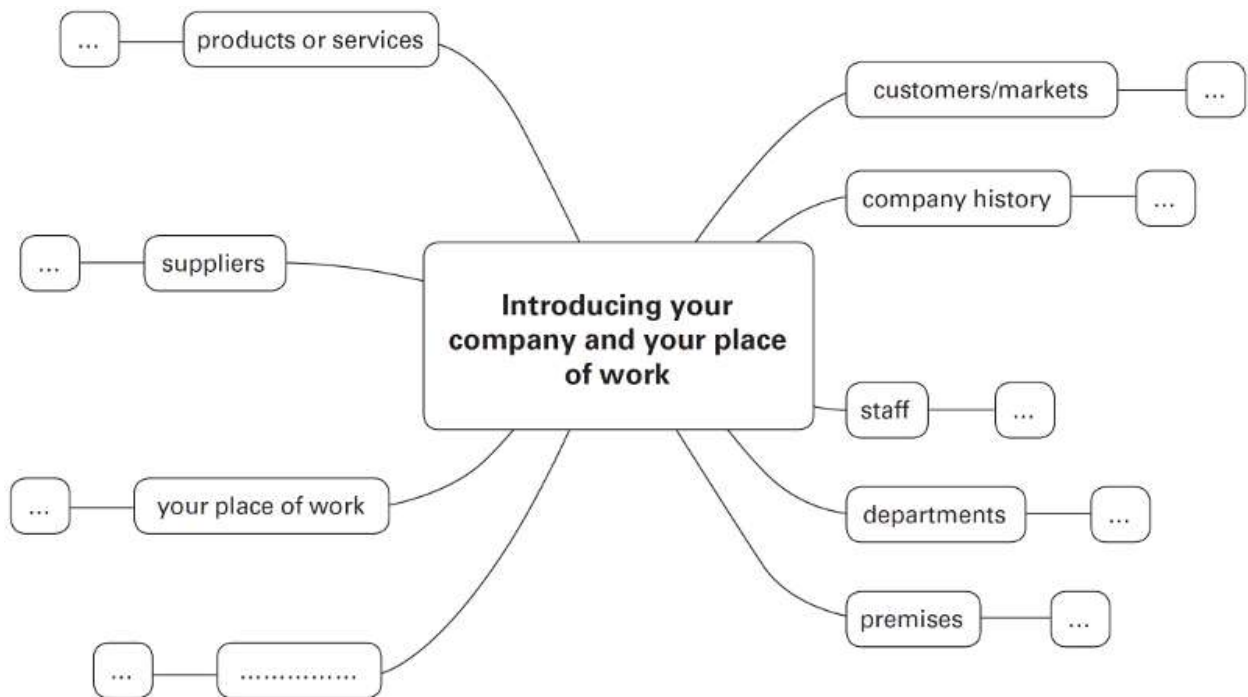 ... products or services
customers/markets ...
company history ...
... suppliers
Introducing your
company and your place
of work
staff ...
... your place of work
departments ...
premises ...
... ...............